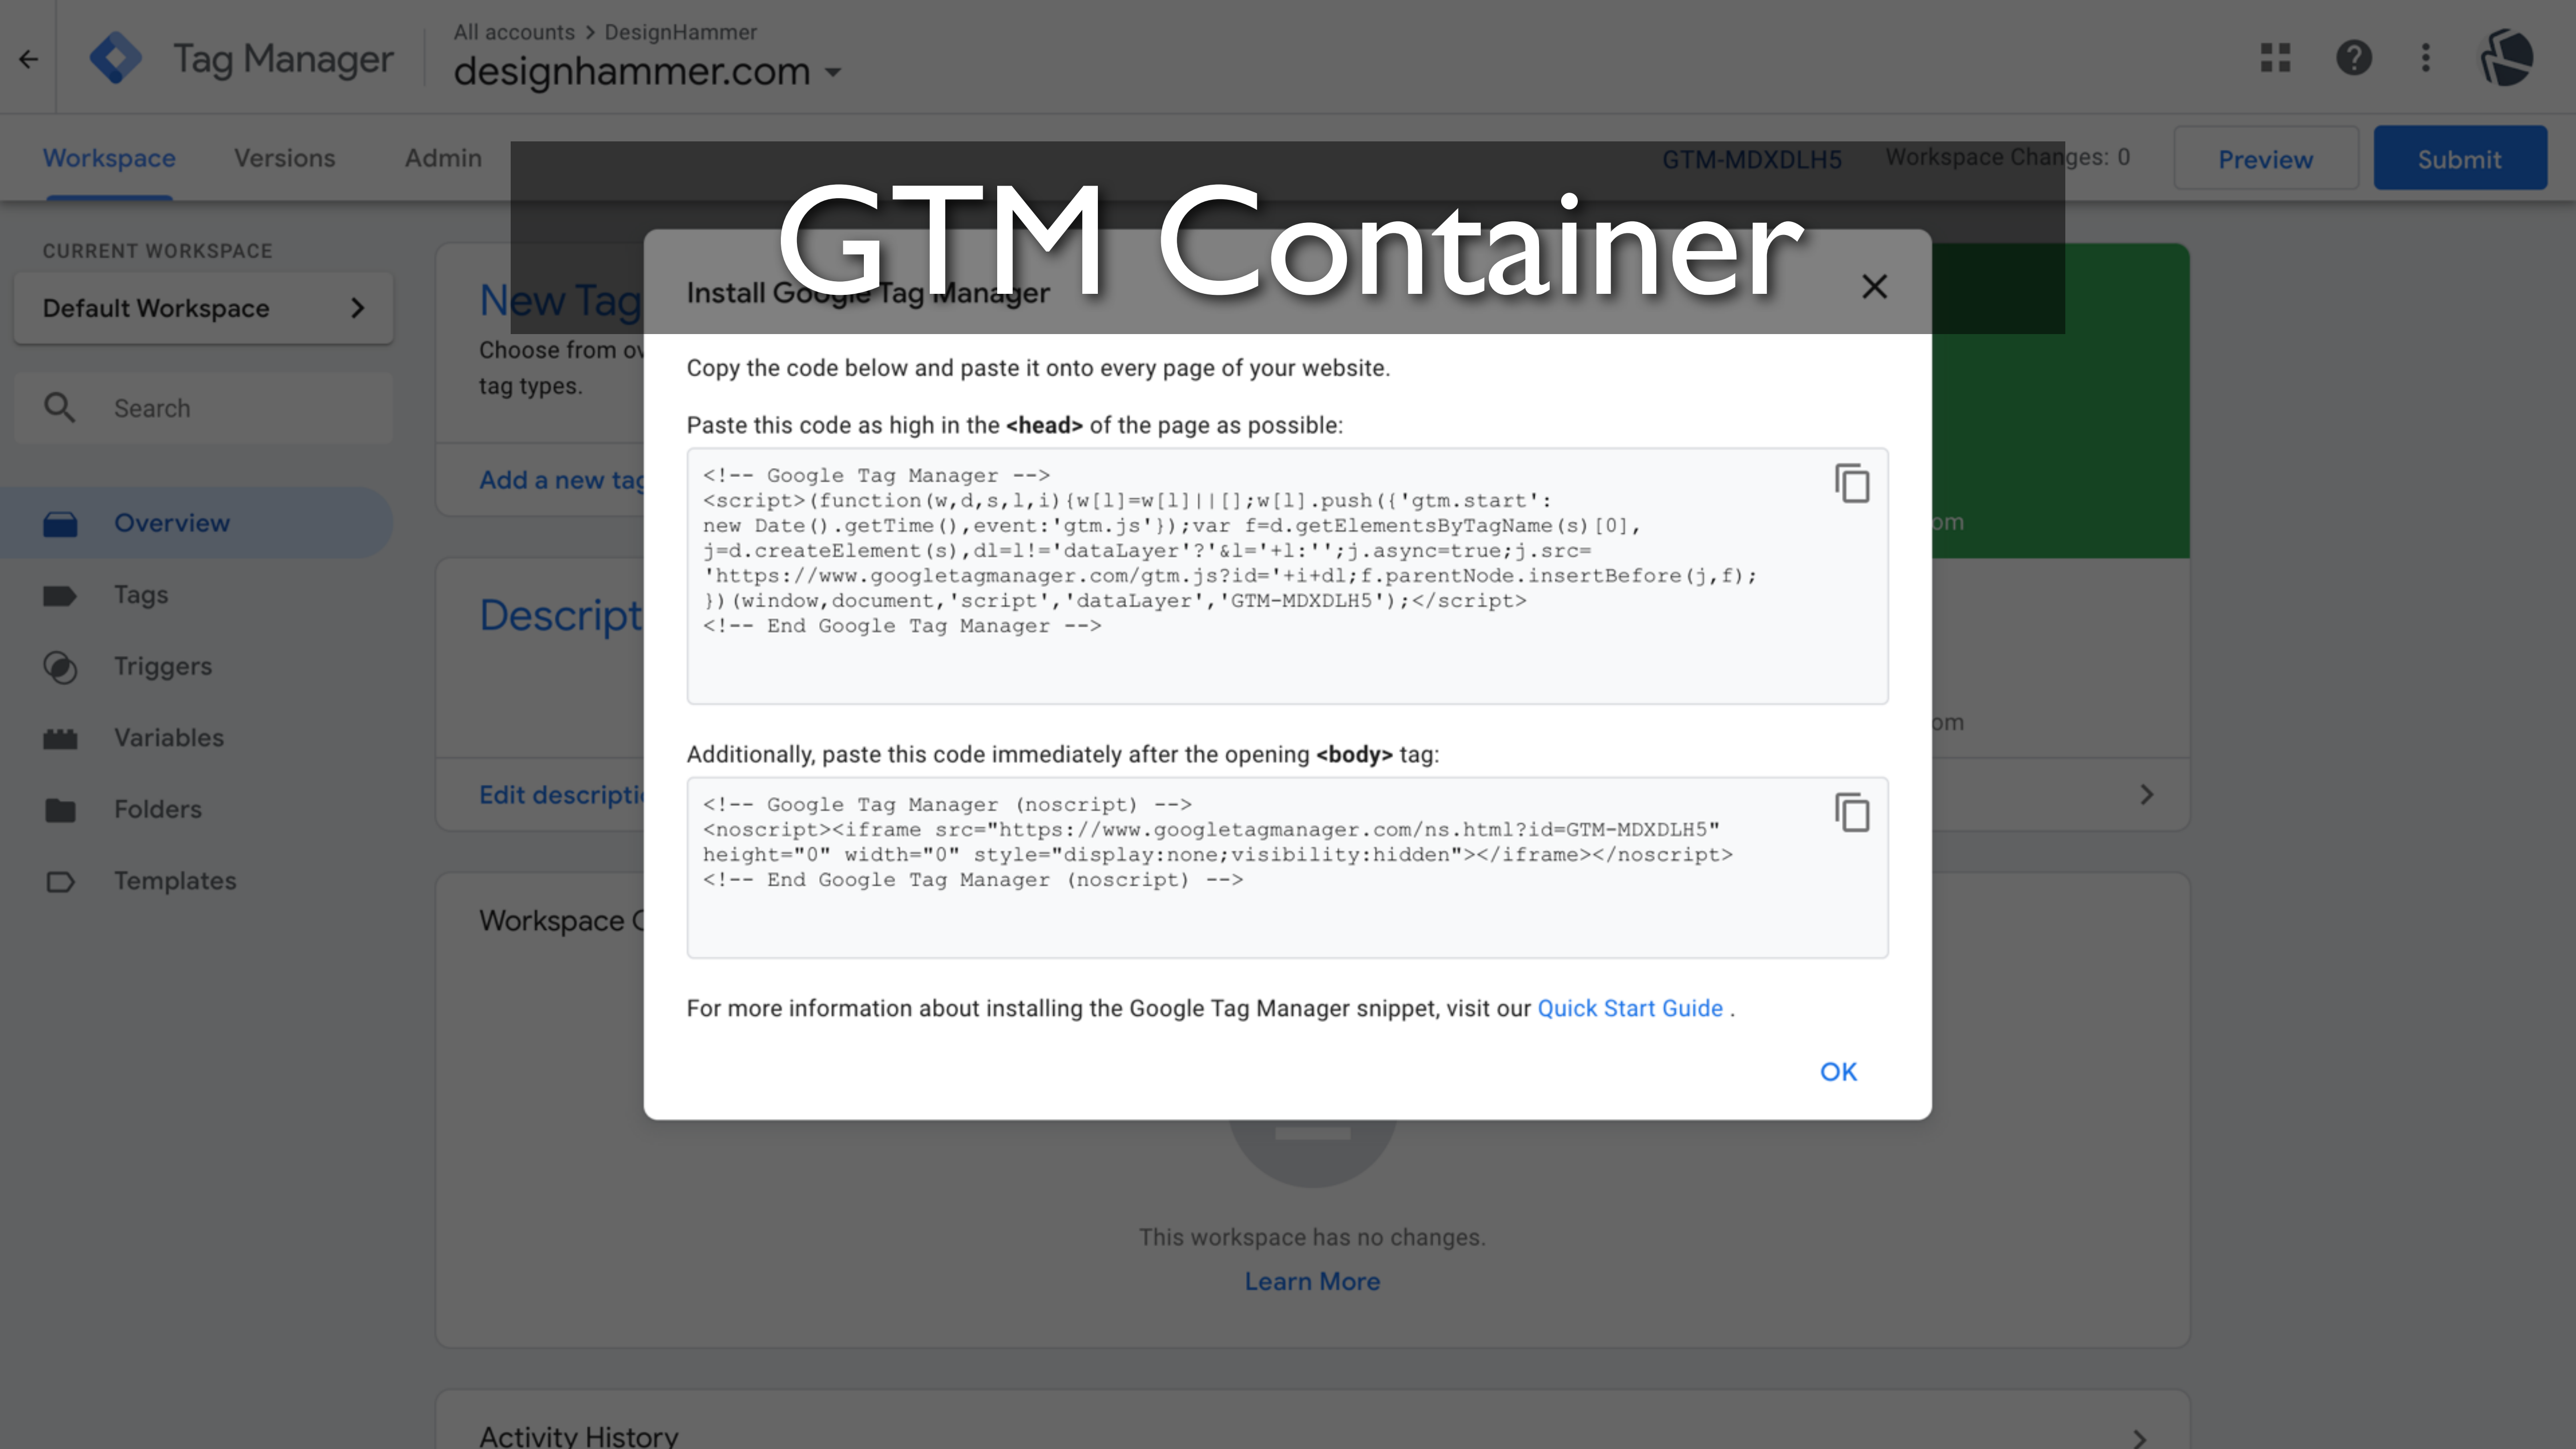 All accounts > DesignHammer
Tag Manager
designhammer.com
Workspace Versions Admin
GTM-MDXDLH5 Workspace Changes: 0 Preview Submit
GTM Container
CURRENT WORKSPACE
Default Workspace
Search
Overview
Tags
Triggers
Variables
Folders
Templates
New Tag
Choose from
tag types.
Add a new tag
Descript
Edit descripti
Workspace
Install Google Tag Manager
Copy the code below and paste it onto every page of your website.
Paste this code as high in the <head> of the page as possible:
<!-- Google Tag Manager -->
<script>(function(w,d,s,l,i){w[l]=w[l]||[];w[l].push({'gtm.start':
new Date().getTime(),event:'gtm.js'});var f=d.getElementsByTagName(s)[0],
j=d.createElement(s),dl=l!='dataLayer'?'&l='+l:'';j.async=true;j.src=
'https://www.googletagmanager.com/gtm.js?id='+i+dl;f.parentNode.insertBefore(j,f);
})(window,document,'script','dataLayer','GTM-MDXDLH5');</script>
<!-- End Google Tag Manager -->
Additionally, paste this code immediately after the opening <body> tag:
<!-- Google Tag Manager (noscript) -->
<noscript><iframe src="https://www.googletagmanager.com/ns.html?id=GTM-MDXDLH5"
height="0" width="0" style="display:none;visibility:hidden"></iframe></noscript>
<!-- End Google Tag Manager (noscript) -->
For more information about installing the Google Tag Manager snippet, visit our Quick Start Guide .
OK
om
om
This workspace has no changes.
Learn More
Activity History